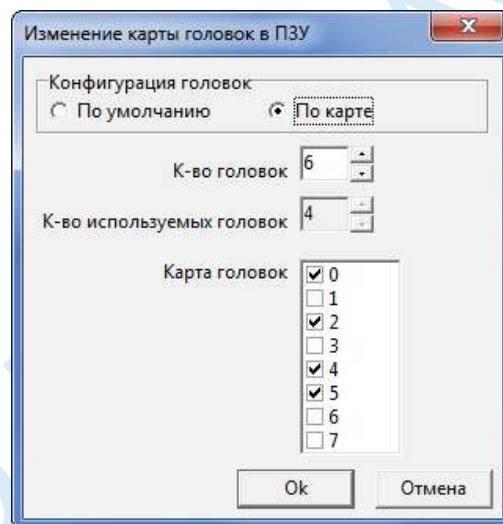 Изменение карты головок в ПЗУ
Конфигурация головок
По умолчанию По карте
К-во головок 6
К-во используемых головок 4
Карта головок 0
1
2
3
4
5
6
7
Ok Отмена